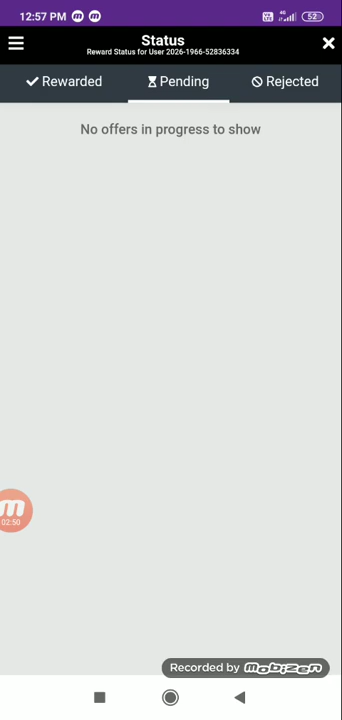 12:57 PM
4G
52
Status
Reward Status for User 2026-1966-52836334
Rewarded
Pending
Rejected
No offers in progress to show
02:50
Recorded by mobizen